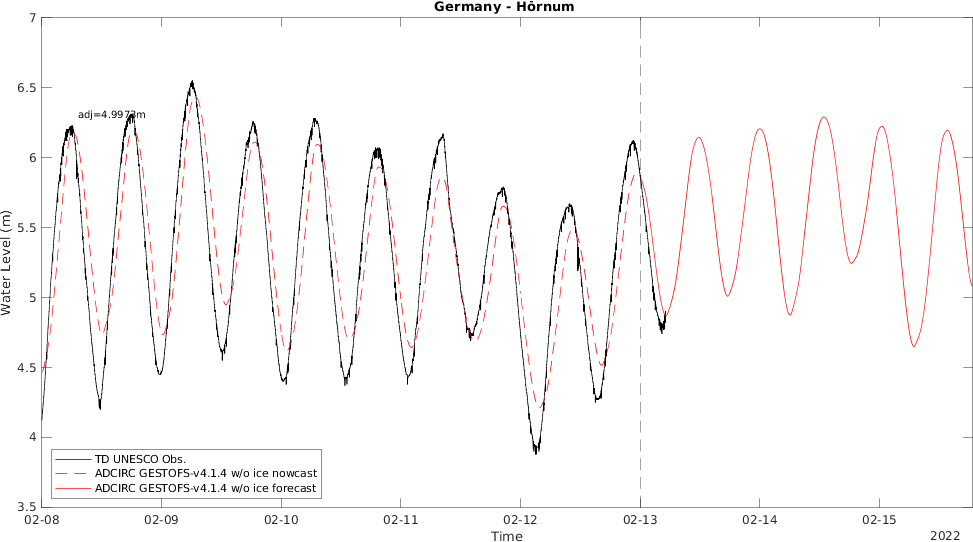 Germany - Hörnum
Water Level (m)
7
6.5
6
5.5
5
4.5
4
3.5
adj=4.9973m
TD UNESCO Obs.
ADCIRC GESTOFS-v4.1.4 w/o ice nowcast
ADCIRC GESTOFS-v4.1.4 w/o ice forecast
02-08
02-09
02-10
02-11
02-12
02-13
02-14
02-15
Time
2022